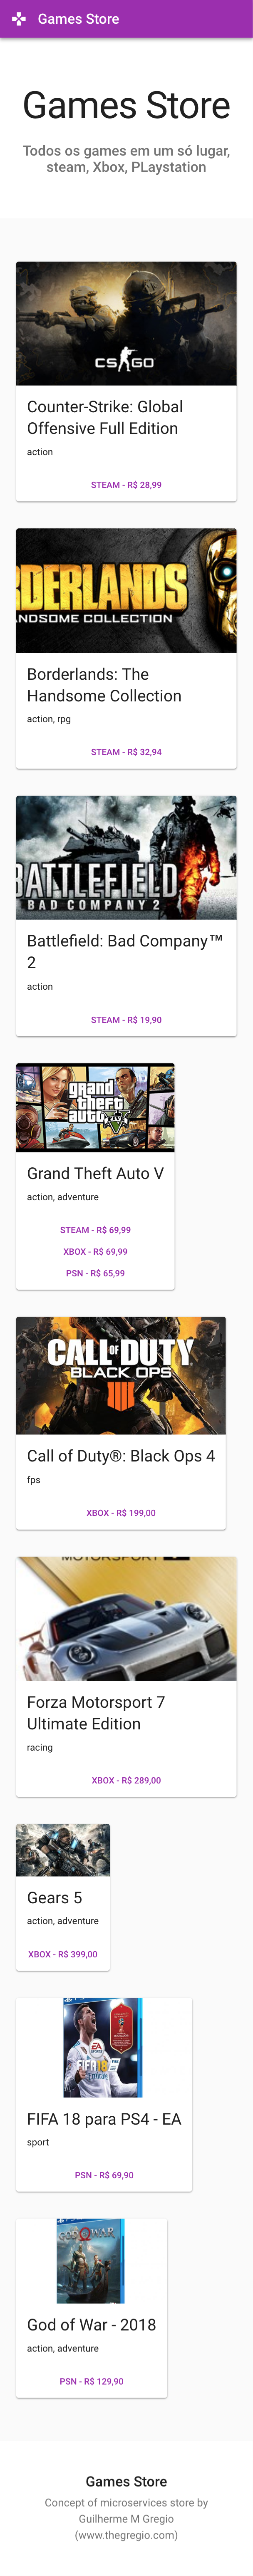 Games Store
Games Store
Todos os games em um só lugar,
steam, Xbox, PLaystation
CS GO
Counter-Strike: Global
Offensive Full Edition
action
STEAM - R$ 28,99
RDERLANDS
NDSOME COLLECTION
Borderlands: The
Handsome Collection
action, rpg
STEAM - R$ 32,94
BATTLEFIELD
BAD COMPANY 2
Battlefield: Bad Company™
2
action
STEAM - R$ 19,90
grand
theft
auto V
Grand Theft Auto V
action, adventure
STEAM - R$ 69,99
XBOX - R$ 69,99
PSN - R$ 65,99
CALL OF DUTY
BLACK OPS
IIII
Call of Duty®: Black Ops 4
fps
XBOX - R$ 199,00
MOTORSPORT 7
Forza Motorsport 7
Ultimate Edition
racing
XBOX - R$ 289,00
Gears 5
action, adventure
XBOX - R$ 399,00
EA
SPORTS
FIFA 18
FIFA 18 para PS4 - EA
sport
PSN - R$ 69,90
GOD OF WAR
God of War - 2018
action, adventure
PSN - R$ 129,90
Games Store
Concept of microservices store by
Guilherme M Gregio
(www.thegregio.com)